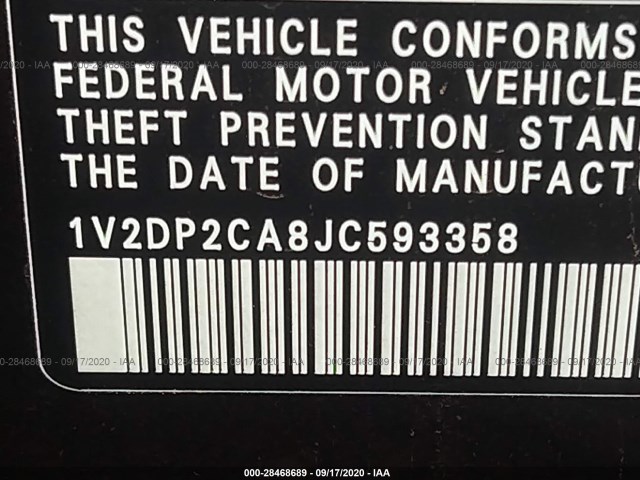 THIS VEHICLE CONFORMS
FEDERAL MOTOR VEHICLE
THEFT PREVENTION STAN
THE DATE OF MANUFACT
1V2DP2CA8JC593358
000-28468689 - 09/17/2020 - IAA